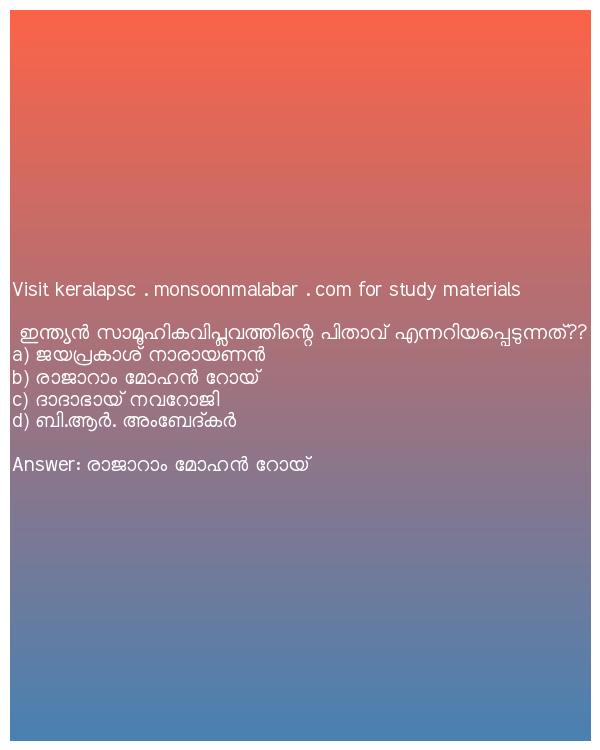 Visit keralapsc . monsoonmalabar . com for study materials
ഇന്ത്യൻ സാമൂഹികവിപ്ലവത്തിന്റെ പിതാവ് എന്നറിയപ്പെടുന്നത്??
a) ജയപ്രകാശ് നാരായണൻ
b) രാജാറാം മോഹൻ റോയ്
c) ദാദാഭായ് നവറോജി
d) ബി.ആർ. അംബേദ്കർ
Answer: രാജാറാം മോഹൻ റോയ്